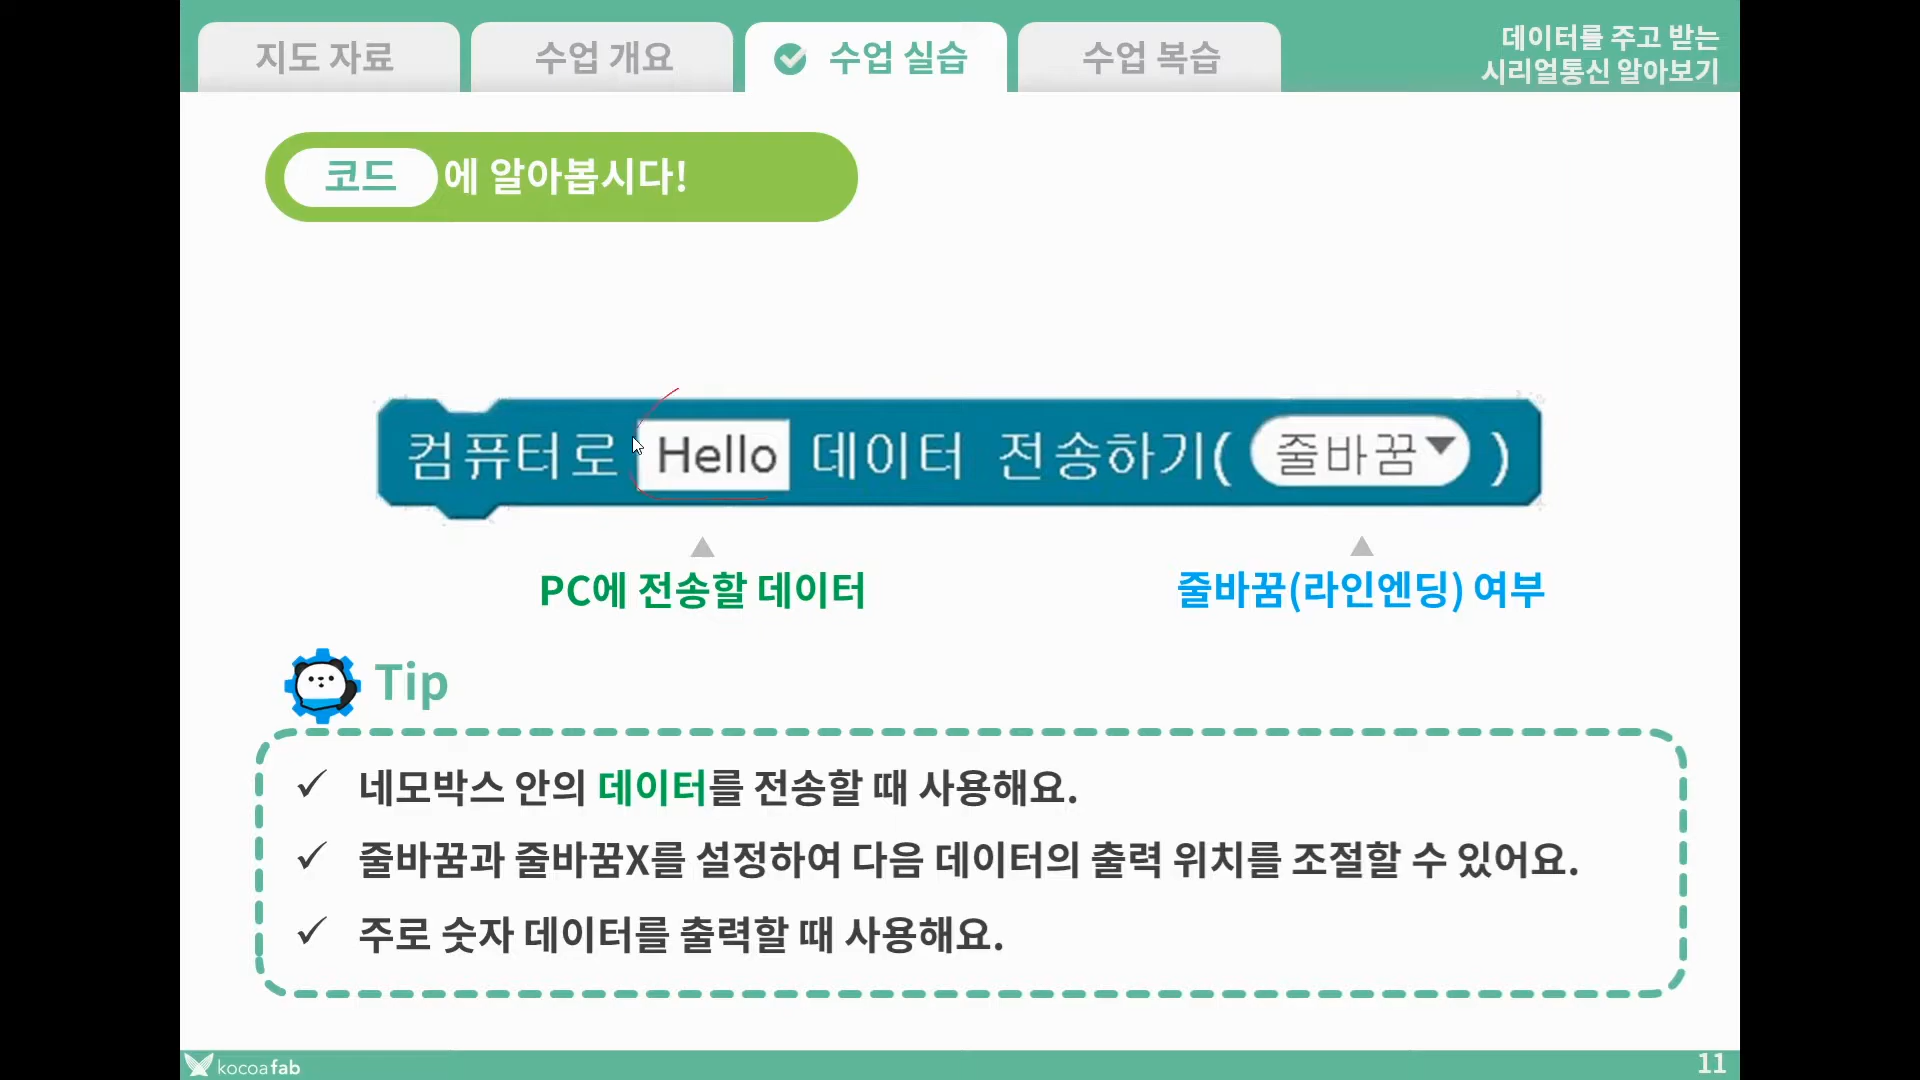 지도 자료
수업 개요
수업 실습
수업 복습
데이터를 주고 받는
시리얼통신 알아보기
코드 에 알아봅시다!
컴퓨터로 Hello 데이터 전송하기( 줄바꿈 )
PC에 전송할 데이터
줄바꿈(라인엔딩) 여부
Tip
네모박스 안의 데이터를 전송할 때 사용해요.
줄바꿈과 줄바꿈X를 설정하여 다음 데이터의 출력 위치를 조절할 수 있어요.
주로 숫자 데이터를 출력할 때 사용해요.
kocoafab
11